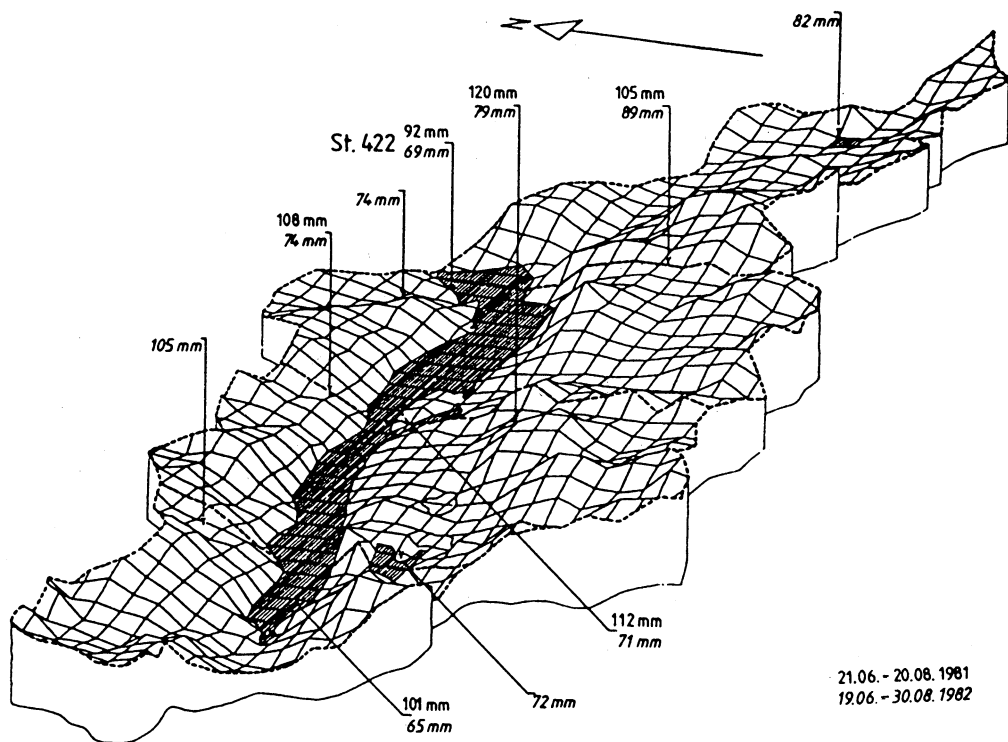 N
82 mm
120 mm
79 mm
105 mm
89 mm
St. 422
92 mm
69 mm
74 mm
108 mm
74 mm
105 mm
112 mm
71 mm
72 mm
101 mm
65 mm
21.06. - 20.08. 1981
19.06. - 30.08. 1982